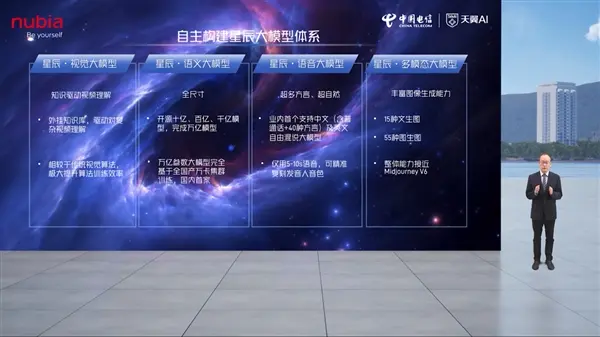 nubia
Be yourself
中国电信
CHINA TELECOM
天翼AI
自主构建星辰大模型体系
星辰·视觉大模型
知识驱动视频理解
外挂知识库，驱动对复
杂视频理解
相较于传统视觉算法，
极大提升算法训练效率
星辰·语义大模型
全尺寸
开源十亿、百亿、千亿模
型，完成万亿模型
万亿参数大模型完全
基于全国产万卡集群
训练，国内首家
星辰·语音大模型
超多方言，超自然
业内首个支持中文（含普
通话+40种方言）及英文
自由混说大模型
仅用5-10s语音，可精准
复刻发音人音色
星辰·多模态大模型
丰富图像生成能力
15种文生图
55种图生图
整体能力接近
Midjourney V6